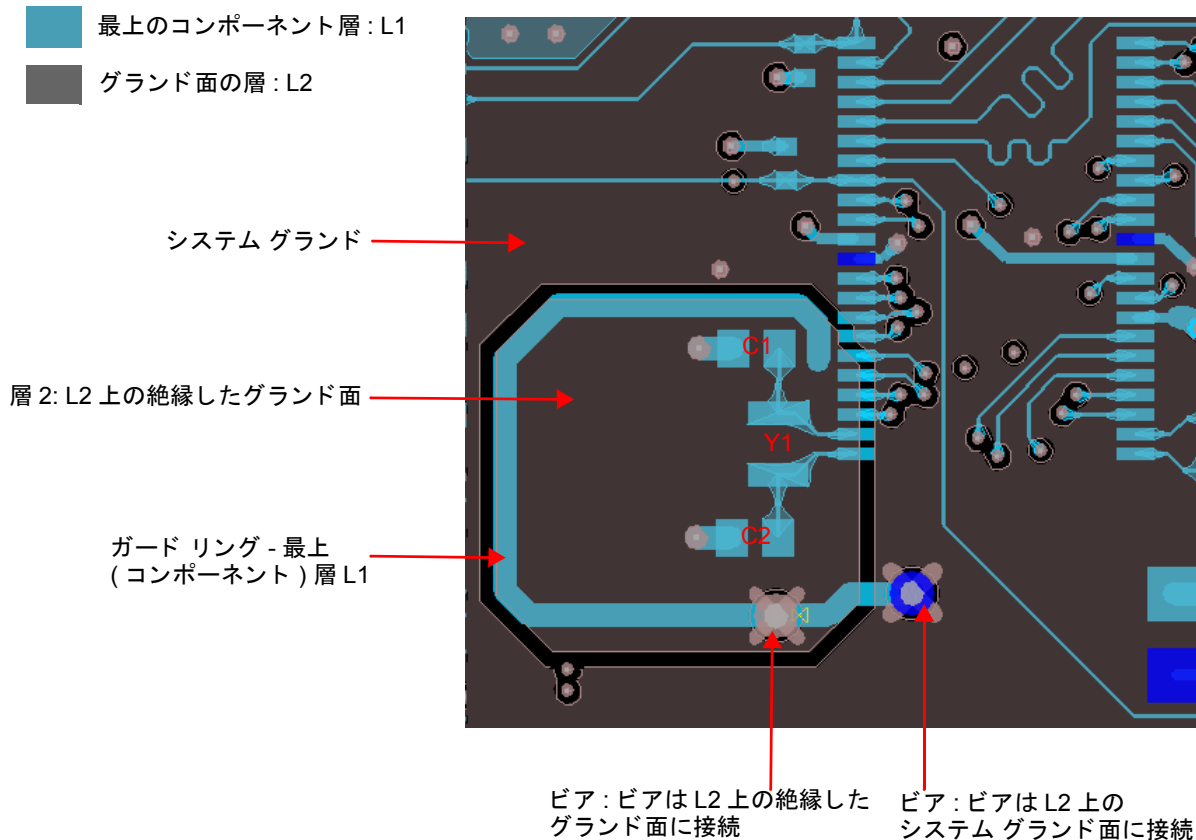 最上のコンポーネント層 : L1
グランド面の層 : L2
システム グランド
層 2: L2 上の絶縁したグランド面
ガード リング - 最上
( コンポーネント ) 層 L1
C1
Y1
C2
ビア : ビアは L2 上の絶縁した
グランド面に接続
ビア : ビアは L2 上の
システム グランド面に接続